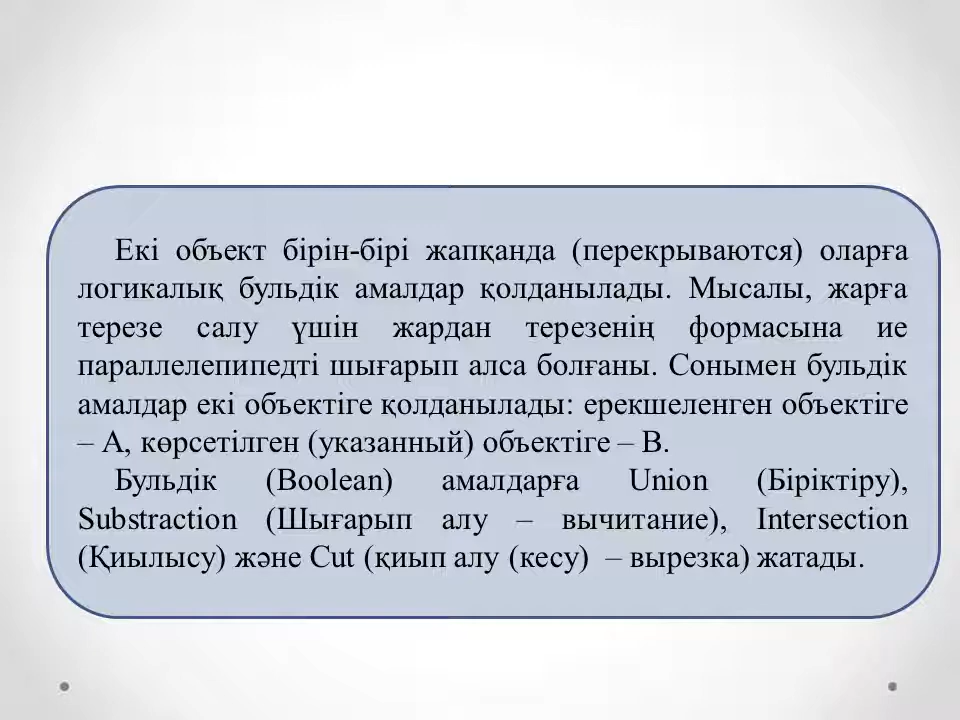 Екі объект бірін-бірі жапқанда (перекрываются) оларға
логикалық бульдік амалдар қолданылады. Мысалы, жарға
терезе салу үшін жардан терезенің формасына ие
параллелепипедті шығарып алса болғаны. Сонымен бульдік
амалдар екі объектіге қолданылады: ерекшеленген объектіге
– А, көрсетілген (указанный) объектіге – В.
Бульдік (Boolean) амалдарға Union (Біріктіру),
Substraction (Шығарып алу – вычитание), Intersection
(Қиылысу) және Cut (қиып алу (кесу) – вырезка) жатады.